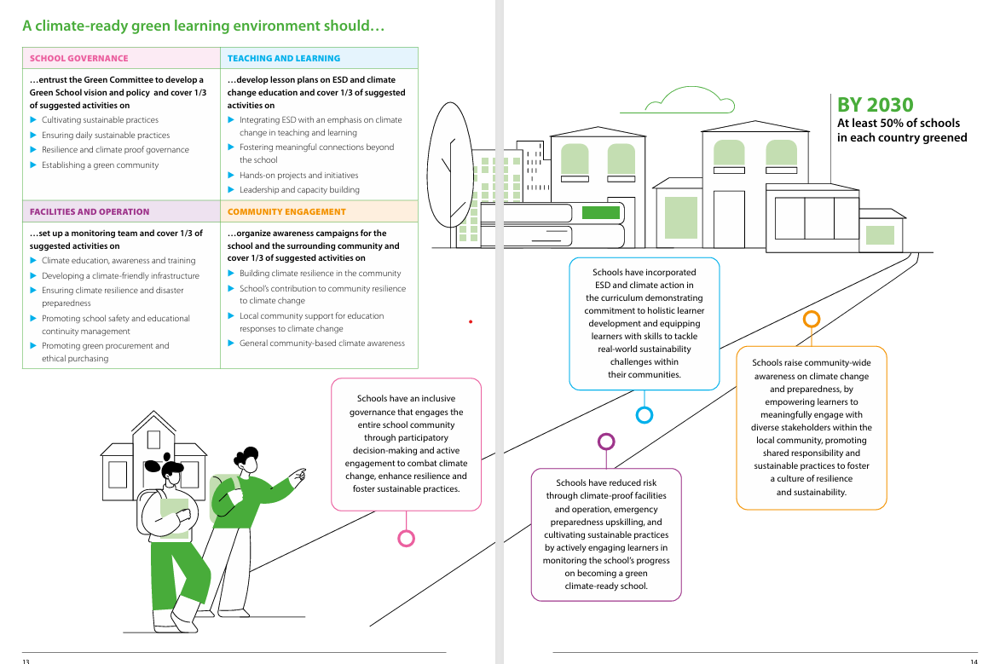 A climate-ready green learning environment should…
SCHOOL GOVERNANCE
…entrust the Green Committee to develop a
Green School vision and policy and cover 1/3
of suggested activities on
Cultivating sustainable practices
Ensuring daily sustainable practices
Resilience and climate proof governance
Establishing a green community
TEACHING AND LEARNING
…develop lesson plans on ESD and climate
change education and cover 1/3 of suggested
activities on
Integrating ESD with an emphasis on climate
change in teaching and learning
Fostering meaningful connections beyond
the school
Hands-on projects and initiatives
Leadership and capacity building
FACILITIES AND OPERATION
…set up a monitoring team and cover 1/3 of
suggested activities on
Climate education, awareness and training
Developing a climate-friendly infrastructure
Ensuring climate resilience and disaster
preparedness
Promoting school safety and educational
continuity management
Promoting green procurement and
ethical purchasing
COMMUNITY ENGAGEMENT
…organize awareness campaigns for the
school and the surrounding community and
cover 1/3 of suggested activities on
Building climate resilience in the community
School's contribution to community resilience
to climate change
Local community support for education
responses to climate change
General community-based climate awareness
Schools have an inclusive
governance that engages the
entire school community
through participatory
decision-making and active
engagement to combat climate
change, enhance resilience and
foster sustainable practices.
13
BY 2030
At least 50% of schools
in each country greened
Schools have incorporated
ESD and climate action in
the curriculum demonstrating
commitment to holistic learner
development and equipping
learners with skills to tackle
real-world sustainability
challenges within
their communities.
Schools raise community-wide
awareness on climate change
and preparedness, by
empowering learners to
meaningfully engage with
diverse stakeholders within the
local community, promoting
shared responsibility and
sustainable practices to foster
a culture of resilience
and sustainability.
Schools have reduced risk
through climate-proof facilities
and operation, emergency
preparedness upskilling, and
cultivating sustainable practices
by actively engaging learners in
monitoring the school's progress
on becoming a green
climate-ready school.
14